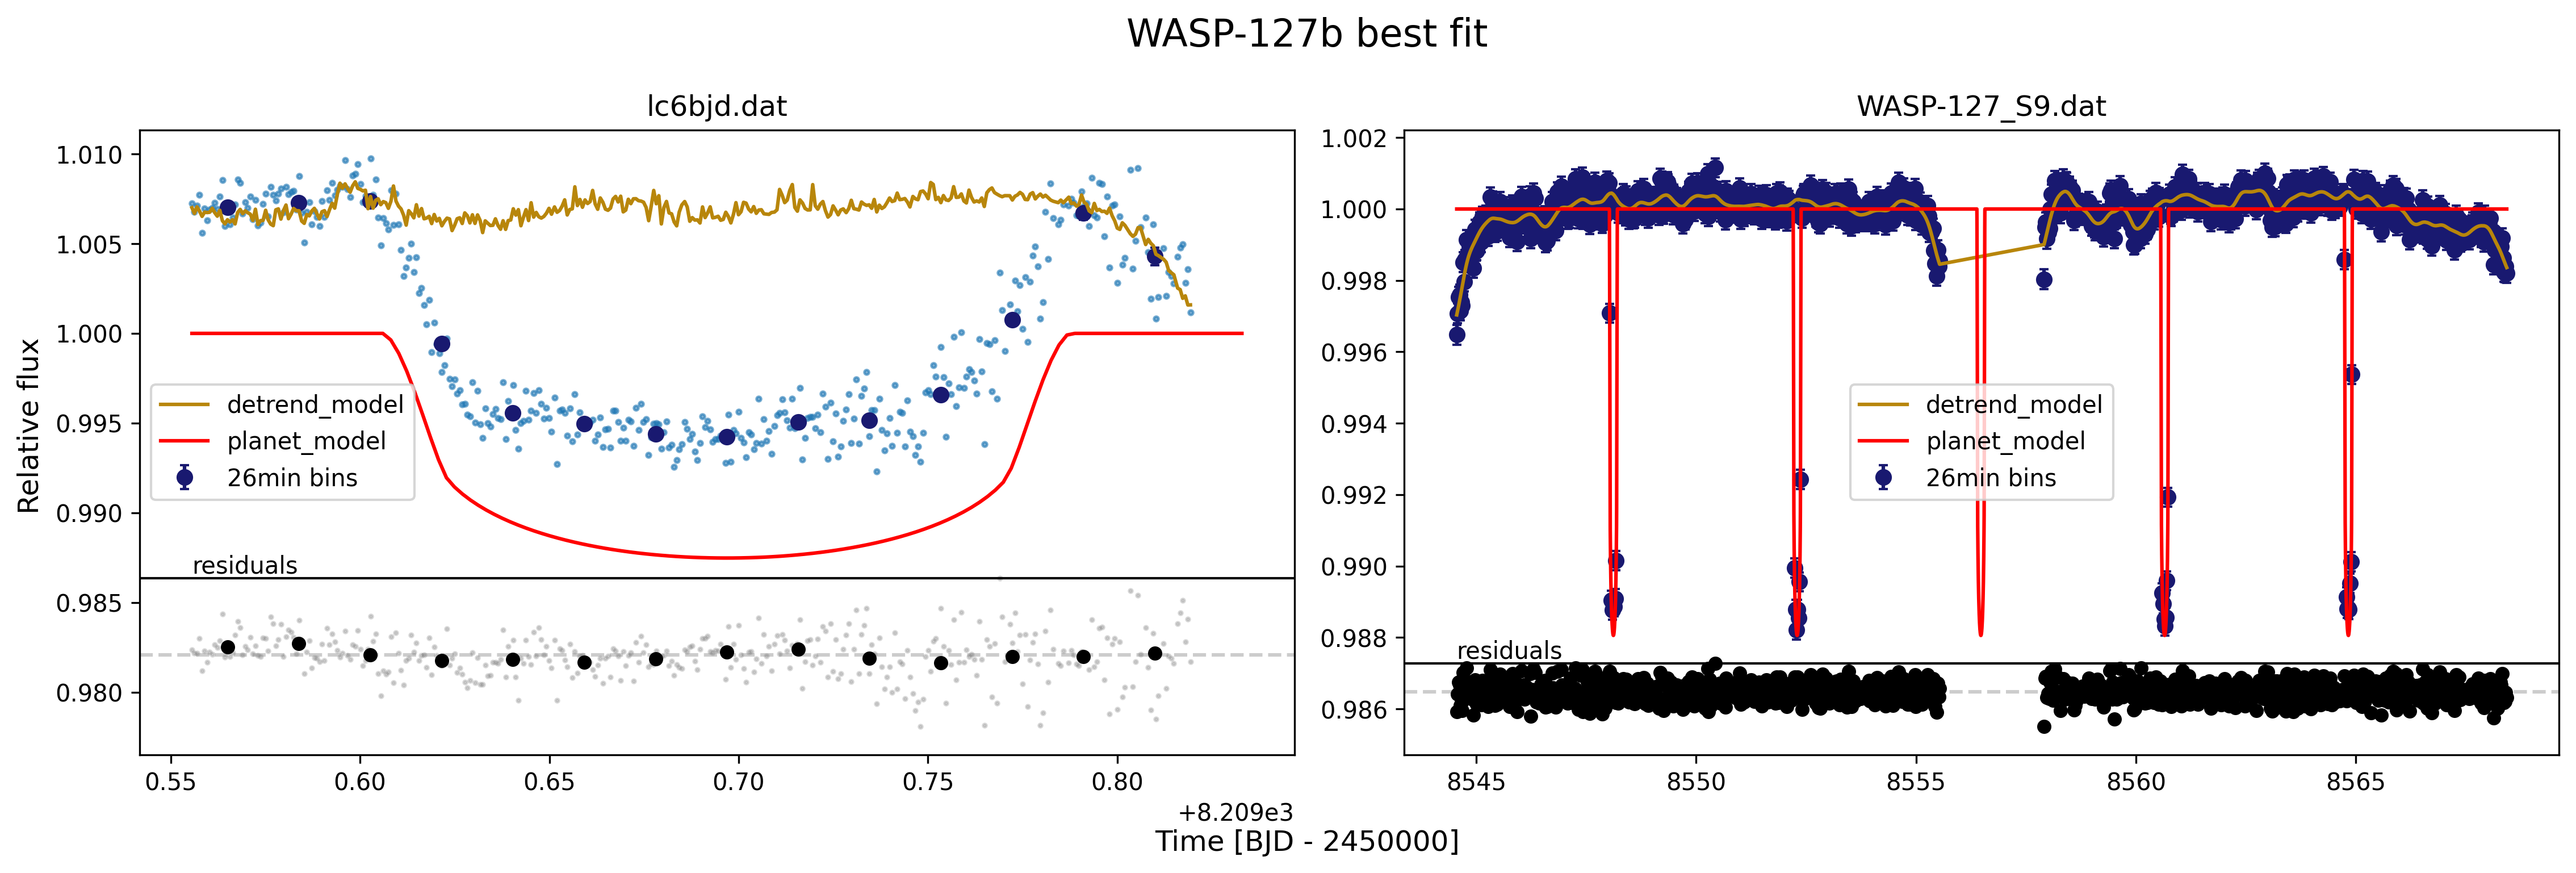 WASP-127b best fit
lc6bjd.dat
Relative flux
1.010
1.005
1.000
0.995
0.990
0.985
0.980
detrend_model
planet_model
26min bins
residuals
0.55
0.60
0.65
0.70
0.75
0.80
+8.209e3
WASP-127_S9.dat
1.002
1.000
0.998
0.996
0.994
0.992
0.990
0.988
0.986
detrend_model
planet_model
26min bins
residuals
8545
8550
8555
8560
8565
Time [BJD - 2450000]